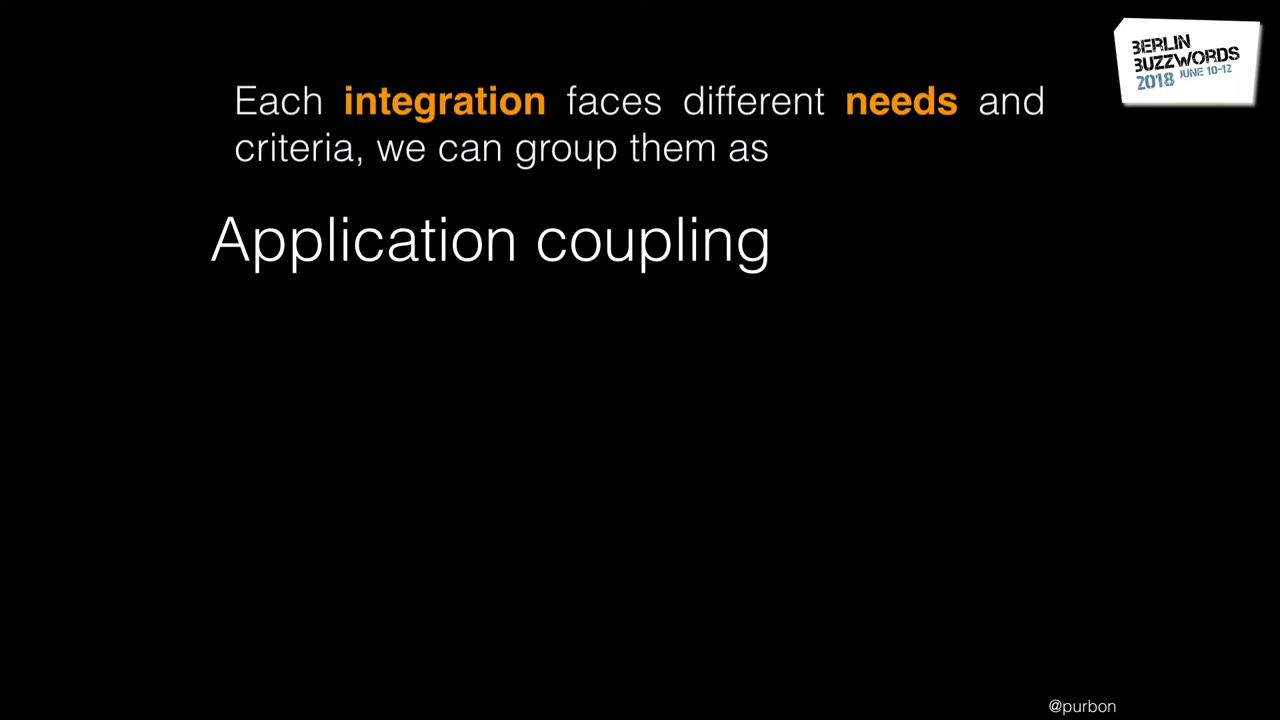 BERLIN
BUZZWORDS
2018 JUNE 10-12
Each integration faces different needs and
criteria, we can group them as
Application coupling
@purbon